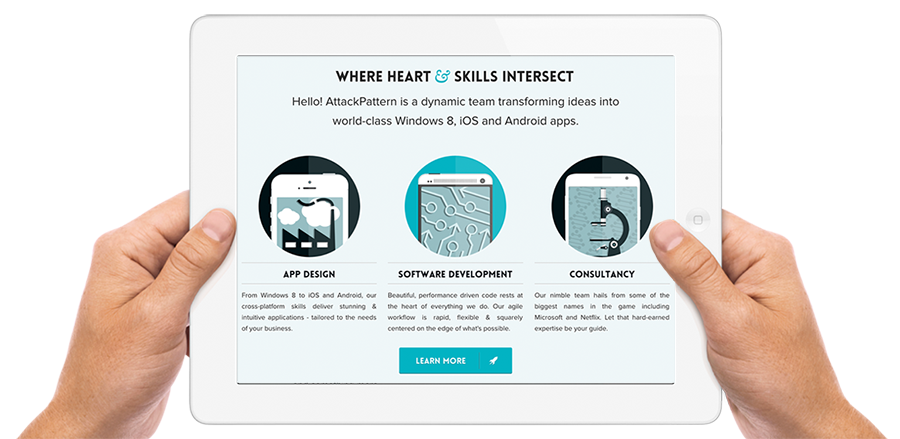 WHERE HEART & SKILLS INTERSECT
Hello! AttackPattern is a dynamic team transforming ideas into
world-class Windows 8, iOS and Android apps.
APP DESIGN
From Windows 8 to iOS and Android, our
cross-platform skills deliver stunning &
intuitive applications - tailored to the needs
of your business.
SOFTWARE DEVELOPMENT
Beautiful, performance driven code rests at
the heart of everything we do. Our agile
workflow is rapid, flexible & squarely
centered on the edge of what's possible.
CONSULTANCY
Our nimble team hails from some of the
biggest names in the game including
Microsoft and Netflix. Let that hard-earned
expertise be your guide.
LEARN MORE